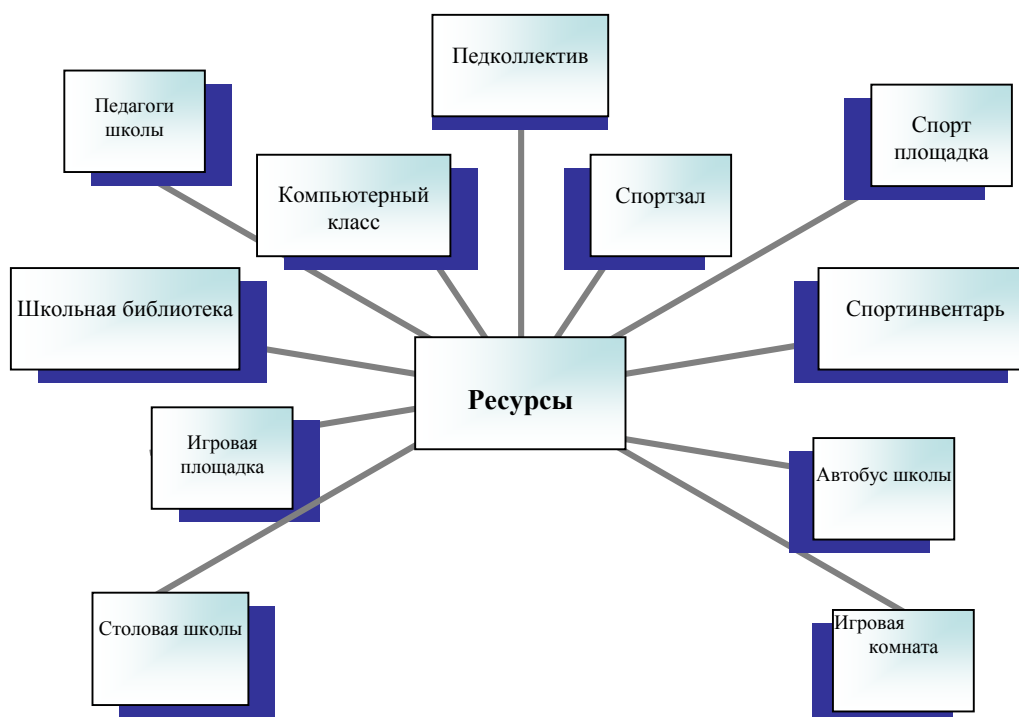 Педколлектив
Педагоги
школы
Спорт
площадка
Компьютерный
класс
Спортзал
Школьная библиотека
Спортинвентарь
Ресурсы
Игровая
площадка
Автобус школы
Столовая школы
Игровая
комната